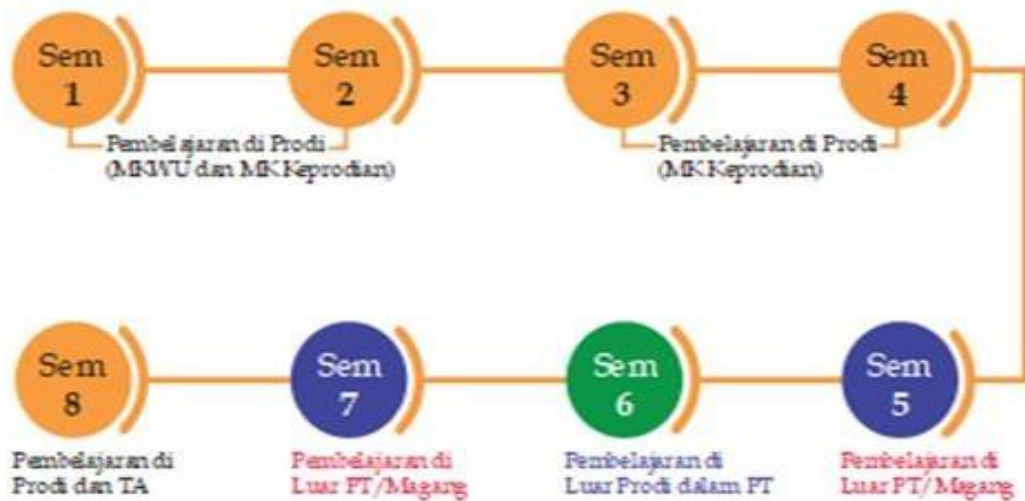 Sem
1
Sem
2
Sem
3
Sem
4
Pembelajaran di Prodi
(MKWU dan MK Keprodian)
Pembelajaran di Prodi
(MK Keprodian)
Sem
8
Sem
7
Sem
6
Sem
5
Pembelajaran di
Prodi dan TA
Pembelajaran di
Luar PT/Magang
Pembelajaran di
Luar Prodi dalam PT
Pembelajaran di
Luar PT/Magang